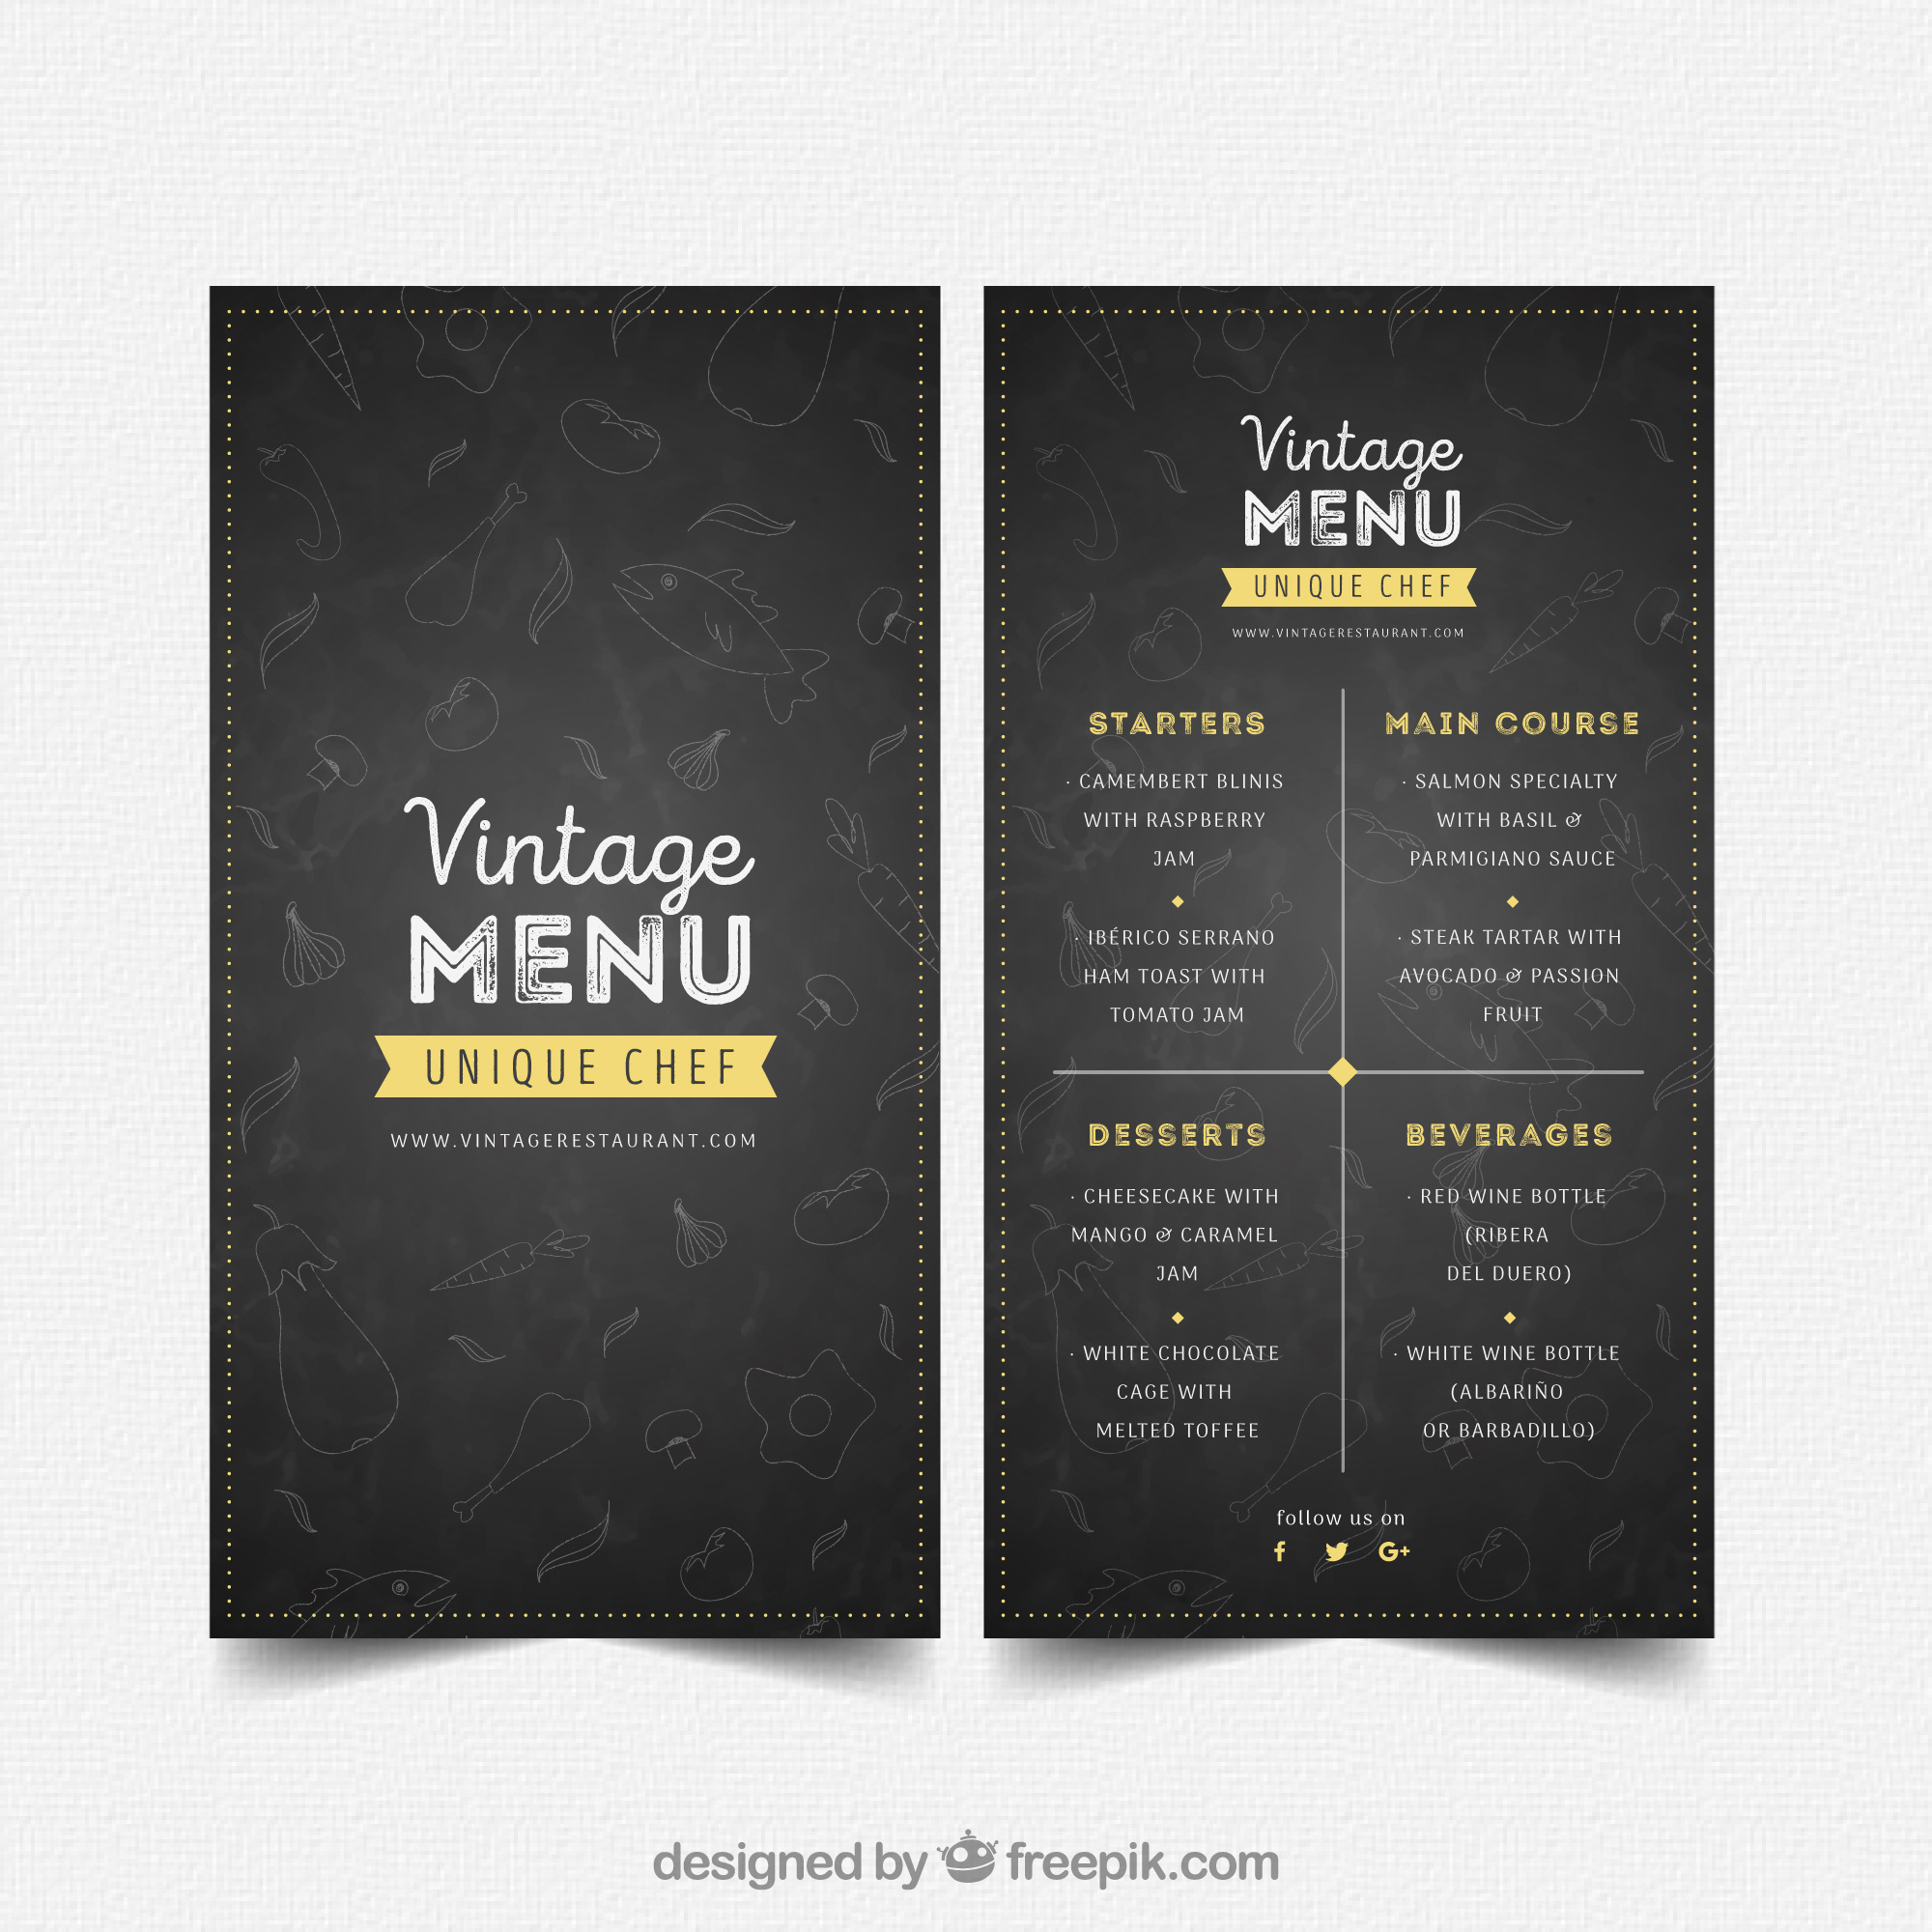 Vintage
MENU
UNIQUE CHEF
WWW.VINTAGERESTAURANT.COM
Vintage
MENU
UNIQUE CHEF
WWW.VINTAGERESTAURANT.COM
STARTERS
· CAMEMBERT BLINIS
WITH RASPBERRY
JAM
· IBÉRICO SERRANO
HAM TOAST WITH
TOMATO JAM
MAIN COURSE
· SALMON SPECIALTY
WITH BASIL &
PARMIGIANO SAUCE
· STEAK TARTAR WITH
AVOCADO & PASSION
FRUIT
DESSERTS
· CHEESECAKE WITH
MANGO & CARAMEL
JAM
· WHITE CHOCOLATE
CAGE WITH
MELTED TOFFEE
BEVERAGES
· RED WINE BOTTLE
(RIBERA
DEL DUERO)
· WHITE WINE BOTTLE
(ALBARIÑO
OR BARBADILLO)
follow us on
f G+
designed by freepik.com